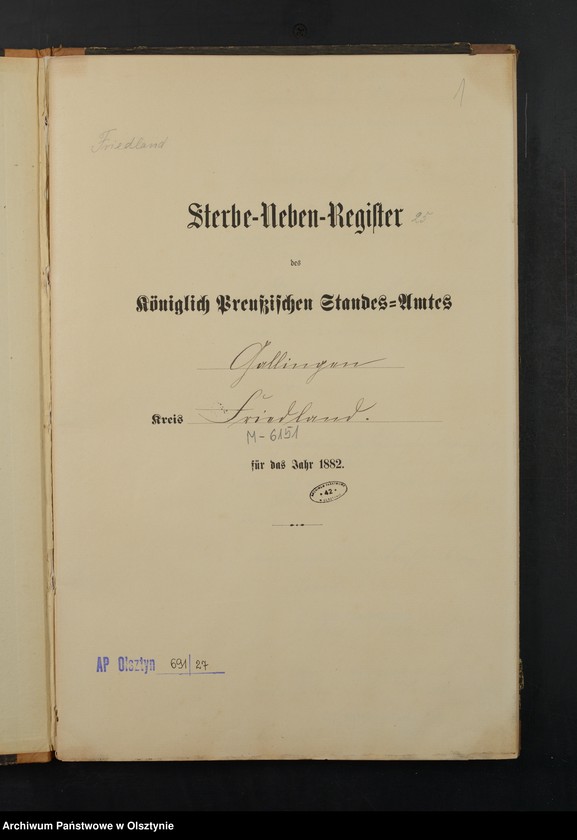 1
Friedland
Sterbe-Neben-Register 25
des
Königlich Preußischen Standes-Amtes
Gallingen
Kreis Friedland.
M-6151
für das Jahr 1882.
42
AP Olsztyn 691/27
Archiwum Państwowe w Olsztynie